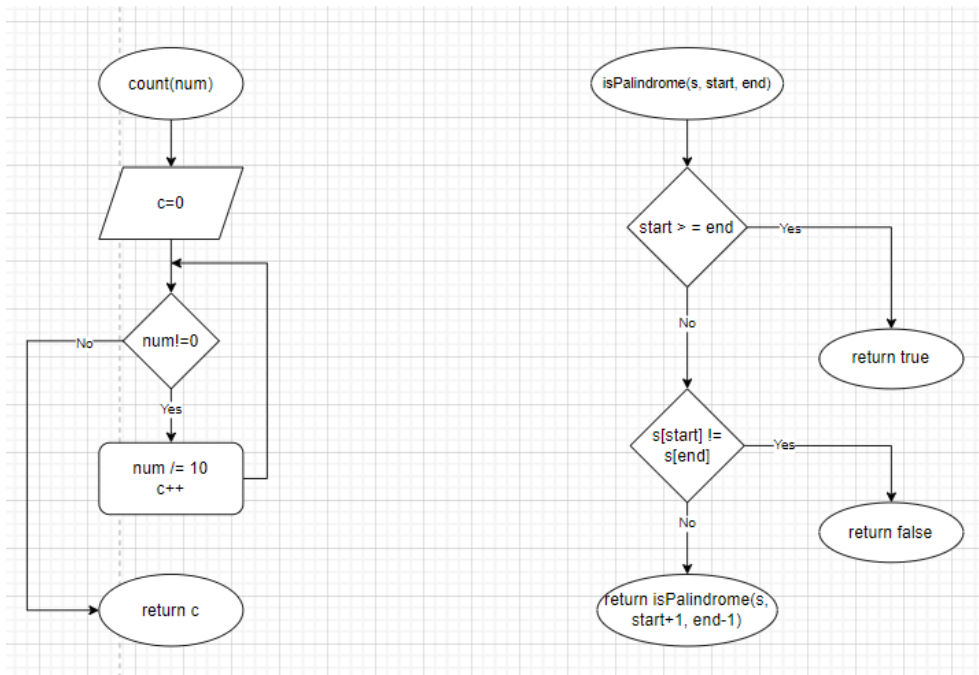 count(num)
c=0
num!=0
No
Yes
num /= 10
c++
return c
isPalindrome(s, start, end)
start > = end
Yes
return true
No
s[start] !=
s[end]
Yes
return false
No
return isPalindrome(s,
start+1, end-1)